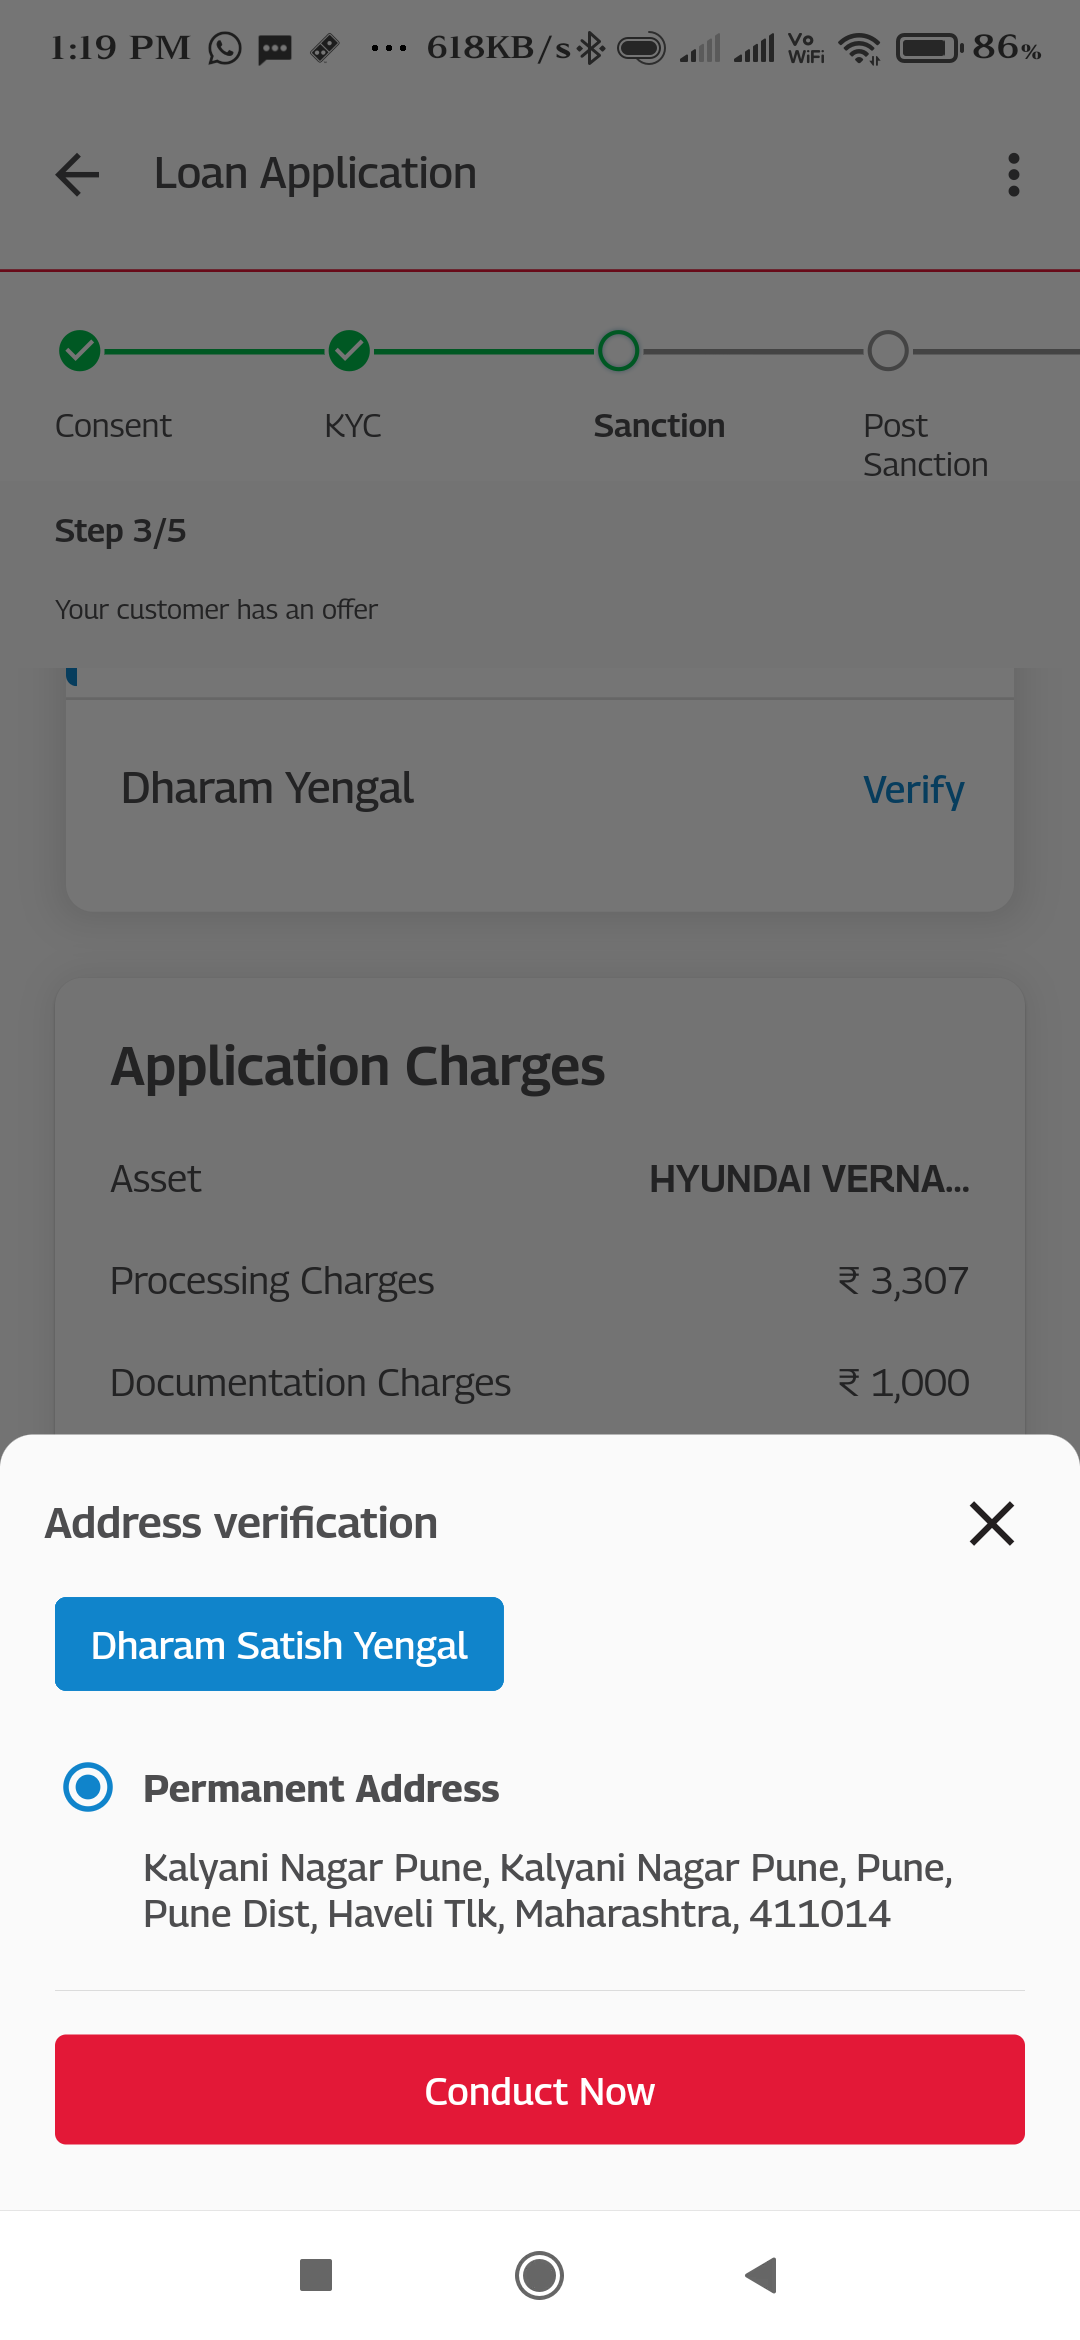 1:19 PM ... 618KB/s Vo WiFi 86%
Loan Application
Consent KYC Sanction Post
Sanction
Step 3/5
Your customer has an offer
Dharam Yengal Verify
Application Charges
Asset HYUNDAI VERNA...
Processing Charges ₹ 3,307
Documentation Charges ₹ 1,000
Address verification
Dharam Satish Yengal
Permanent Address
Kalyani Nagar Pune, Kalyani Nagar Pune, Pune,
Pune Dist, Haveli Tlk, Maharashtra, 411014
Conduct Now